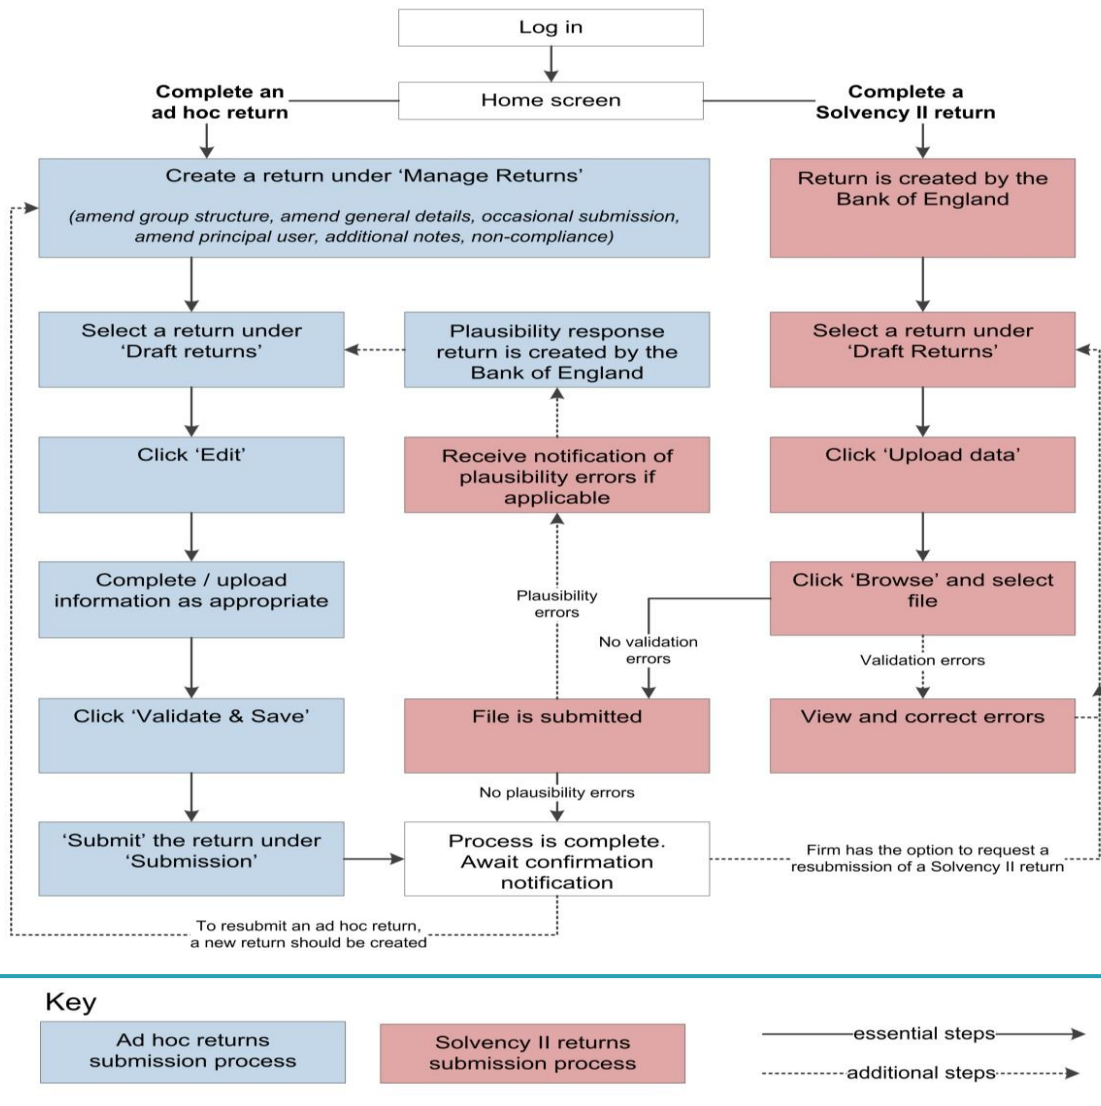 Log in
Home screen
Complete an
ad hoc return
Complete a
Solvency II return
Create a return under ‘Manage Returns’
(amend group structure, amend general details, occasional submission,
amend principal user, additional notes, non-compliance)
Return is created by the
Bank of England
Select a return under
‘Draft returns’
Plausibility response
return is created by the
Bank of England
Select a return under
‘Draft Returns’
Click ‘Edit’
Receive notification of
plausibility errors if
applicable
Click ‘Upload data’
Complete / upload
information as appropriate
Plausibility
errors
Click ‘Browse’ and select
file
No validation
errors
Validation errors
Click ‘Validate & Save’
File is submitted
View and correct errors
No plausibility errors
‘Submit’ the return under
‘Submission’
Process is complete.
Await confirmation
notification
Firm has the option to request a
resubmission of a Solvency II return
To resubmit an ad hoc return,
a new return should be created
Key
Ad hoc returns
submission process
Solvency II returns
submission process
essential steps
additional steps